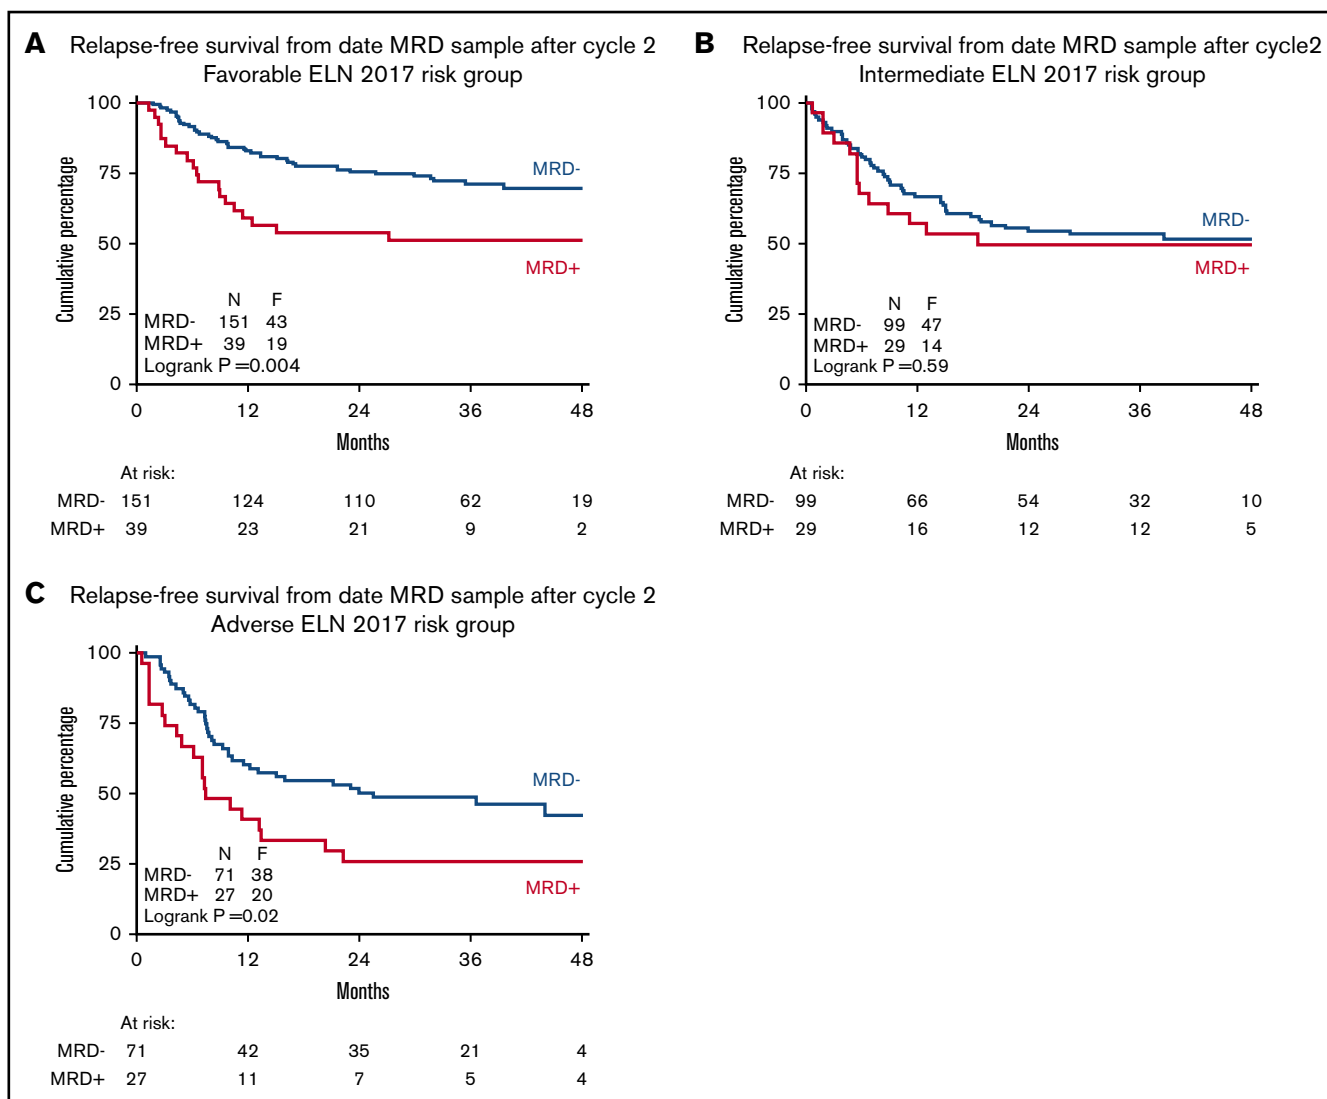 A Relapse-free survival from date MRD sample after cycle 2
Favorable ELN 2017 risk group
Cumulative percentage
100
75
50
25
0
MRD-
MRD+
N F
MRD- 151 43
MRD+ 39 19
Logrank P =0.004
0 12 24 36 48
Months
At risk:
MRD- 151 124 110 62 19
MRD+ 39 23 21 9 2
B Relapse-free survival from date MRD sample after cycle2
Intermediate ELN 2017 risk group
Cumulative percentage
100
75
50
25
0
MRD-
MRD+
N F
MRD- 99 47
MRD+ 29 14
Logrank P =0.59
0 12 24 36 48
Months
At risk:
MRD- 99 66 54 32 10
MRD+ 29 16 12 12 5
C Relapse-free survival from date MRD sample after cycle 2
Adverse ELN 2017 risk group
Cumulative percentage
100
75
50
25
0
MRD-
MRD+
N F
MRD- 71 38
MRD+ 27 20
Logrank P =0.02
0 12 24 36 48
Months
At risk:
MRD- 71 42 35 21 4
MRD+ 27 11 7 5 4